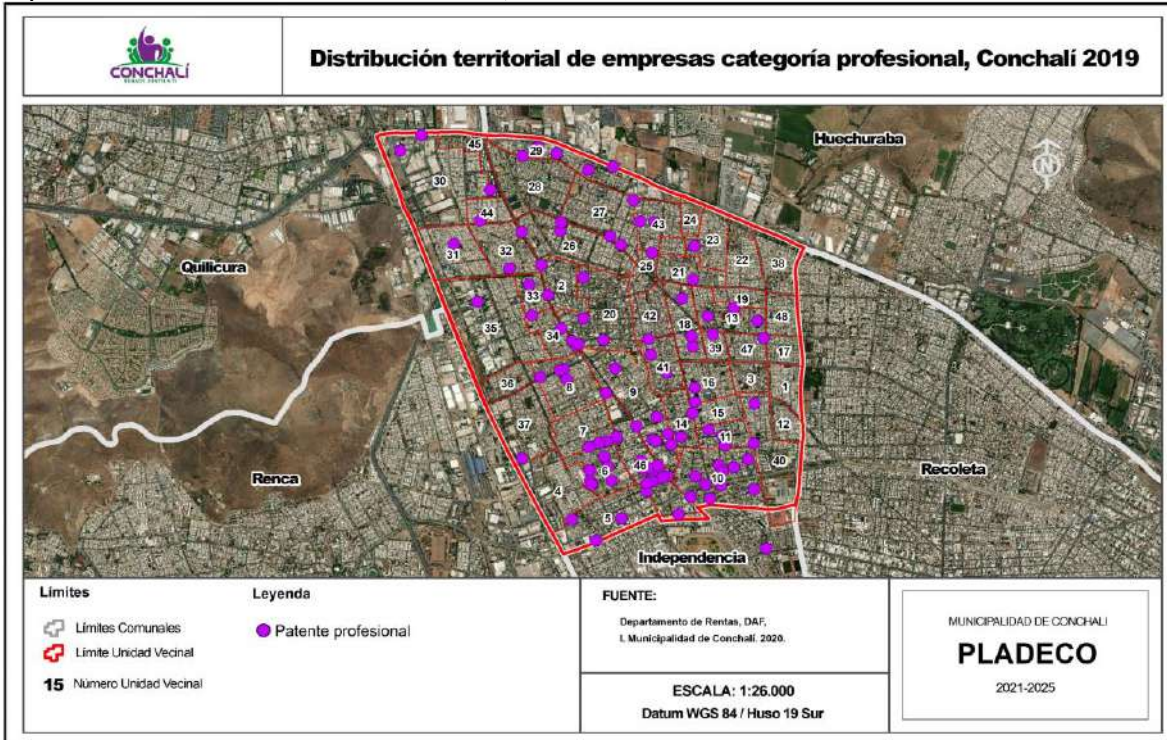 CONCHALÍ
Distribución territorial de empresas categoría profesional, Conchalí 2019
Huechuraba
N
45
29
30
28
24
44
27
43
23
Quilicura
31
32
26
25
22
38
21
2
33
19
35
20
42
13
48
34
18
39
47
17
41
36
8
16
3
1
9
37
15
12
7
14
11
46
40
6
10
Recoleta
Renca
4
5
Independencia
Límites
Límites Comunales
Límite Unidad Vecinal
15 Número Unidad Vecinal
Leyenda
Patente profesional
FUENTE:
Departamento de Rentas, DAF,
I. Municipalidad de Conchalí. 2020.
ESCALA: 1:26.000
Datum WGS 84 / Huso 19 Sur
MUNICIPALIDAD DE CONCHALI
PLADECO
2021-2025